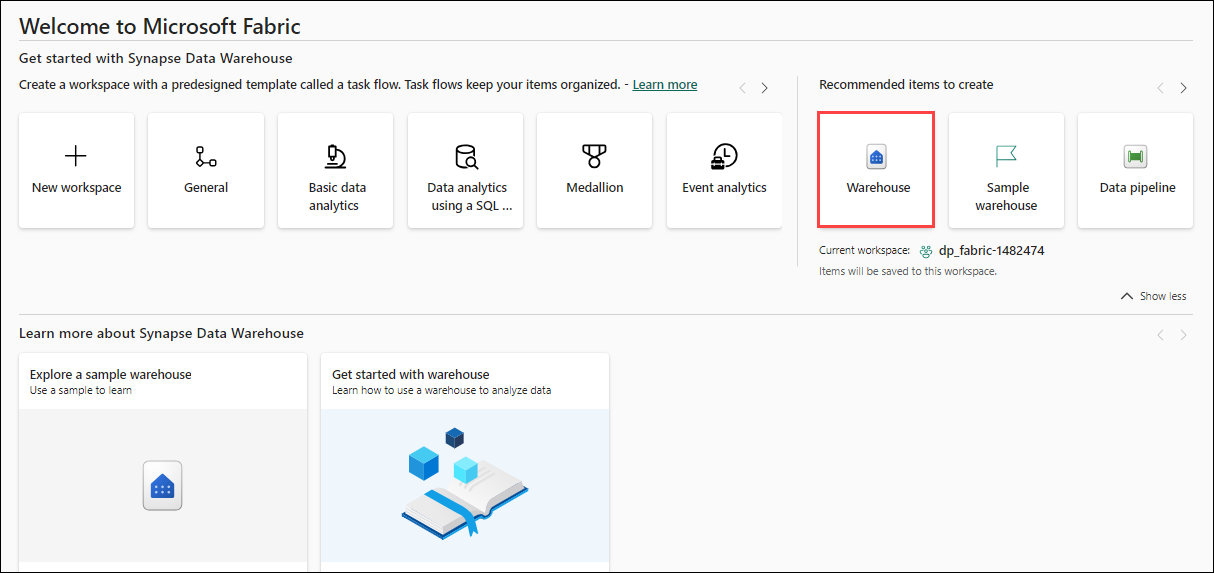 Welcome to Microsoft Fabric
Get started with Synapse Data Warehouse
Create a workspace with a predesigned template called a task flow. Task flows keep your items organized. - Learn more
New workspace
General
Basic data
analytics
Data analytics
using a SQL ...
Medallion
Event analytics
Recommended items to create
Warehouse
Sample
warehouse
Data pipeline
Current workspace: dp_fabric-1482474
Items will be saved to this workspace.
Show less
Learn more about Synapse Data Warehouse
Explore a sample warehouse
Use a sample to learn
Get started with warehouse
Learn how to use a warehouse to analyze data